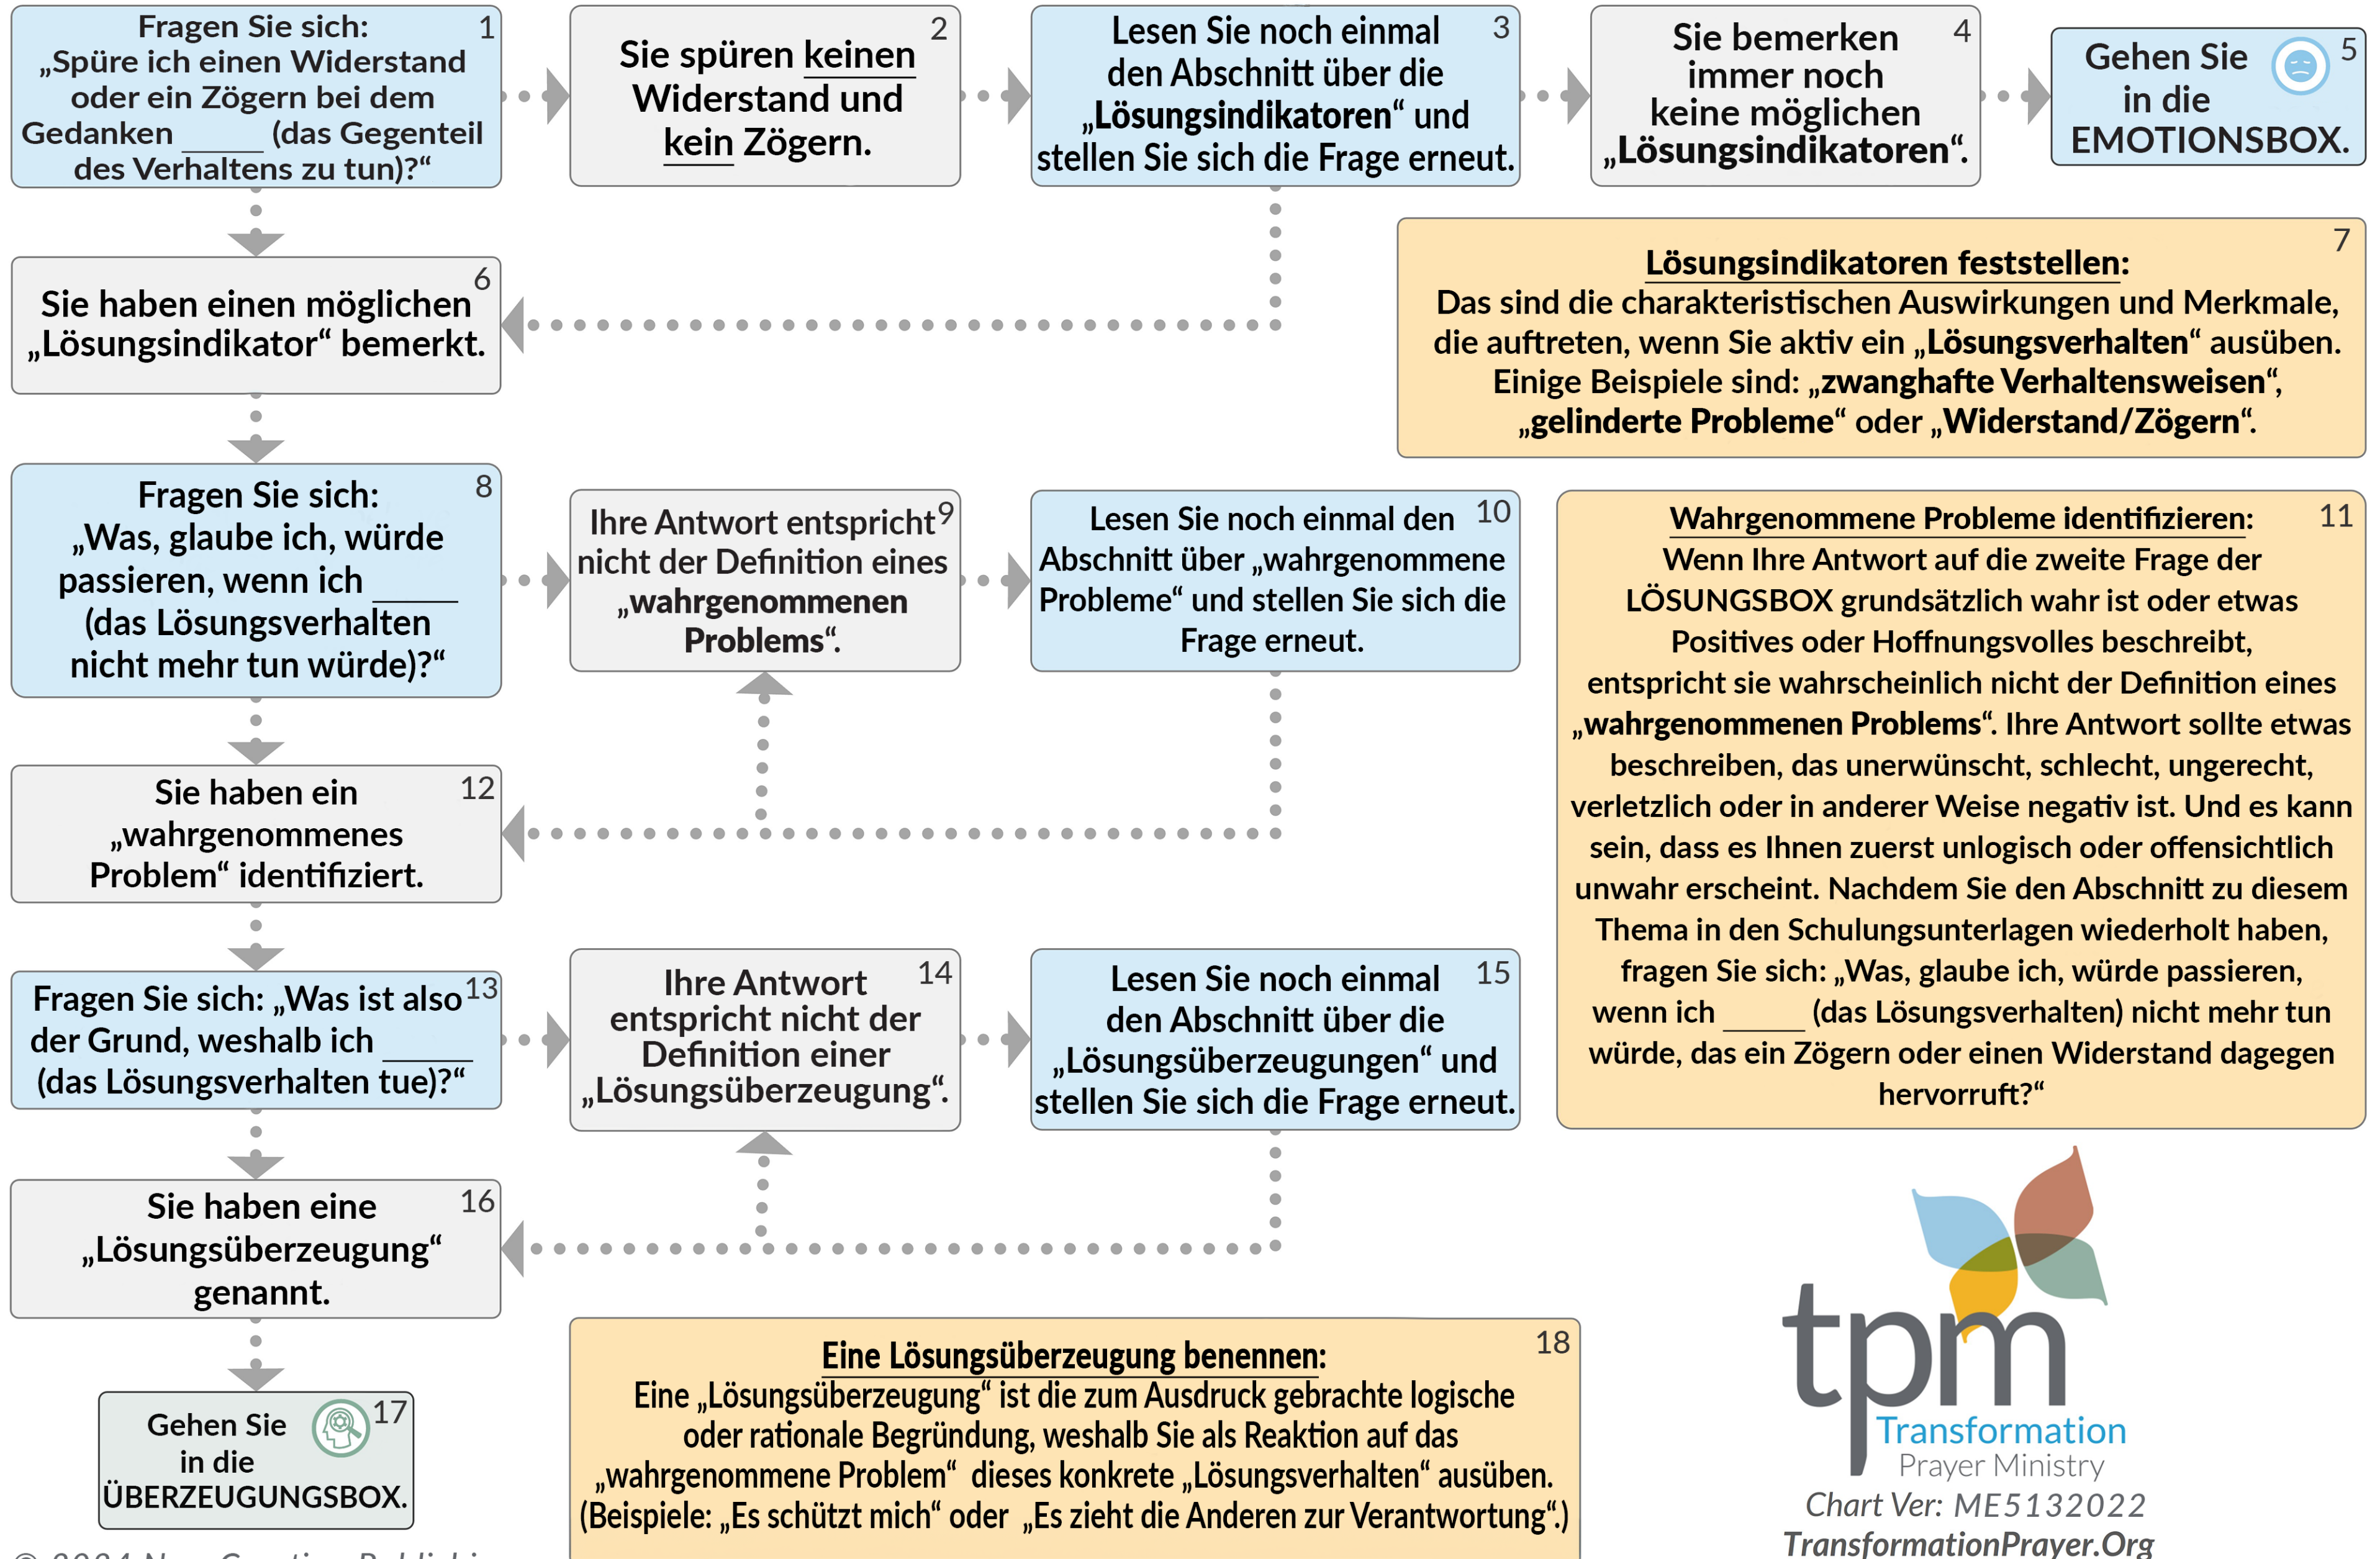 Fragen Sie sich:
„Spüre ich einen Widerstand
oder ein Zögern bei dem
Gedanken _____ (das Gegenteil
des Verhaltens zu tun)?“
1
Sie spüren keinen
Widerstand und
kein Zögern.
2
Lesen Sie noch einmal
den Abschnitt über die
„Lösungsindikatoren“ und
stellen Sie sich die Frage erneut.
3
Sie bemerken
immer noch
keine möglichen
„Lösungsindikatoren“.
4
Gehen Sie
in die
EMOTIONSBOX.
5
Sie haben einen möglichen
„Lösungsindikator“ bemerkt.
6
Lösungsindikatoren feststellen:
Das sind die charakteristischen Auswirkungen und Merkmale,
die auftreten, wenn Sie aktiv ein „Lösungsverhalten“ ausüben.
Einige Beispiele sind: „zwanghafte Verhaltensweisen“,
„gelinderte Probleme“ oder „Widerstand/Zögern“.
7
Fragen Sie sich:
„Was, glaube ich, würde
passieren, wenn ich _____
(das Lösungsverhalten
nicht mehr tun würde)?“
8
Ihre Antwort entspricht
nicht der Definition eines
„wahrgenommenen
Problems“.
9
Lesen Sie noch einmal den
Abschnitt über „wahrgenommene
Probleme“ und stellen Sie sich die
Frage erneut.
10
Wahrgenommene Probleme identifizieren:
Wenn Ihre Antwort auf die zweite Frage der
LÖSUNGSBOX grundsätzlich wahr ist oder etwas
Positives oder Hoffnungsvolles beschreibt,
entspricht sie wahrscheinlich nicht der Definition eines
„wahrgenommenen Problems“. Ihre Antwort sollte etwas
beschreiben, das unerwünscht, schlecht, ungerecht,
verletzlich oder in anderer Weise negativ ist. Und es kann
sein, dass es Ihnen zuerst unlogisch oder offensichtlich
unwahr erscheint. Nachdem Sie den Abschnitt zu diesem
Thema in den Schulungsunterlagen wiederholt haben,
fragen Sie sich: „Was, glaube ich, würde passieren,
wenn ich _____ (das Lösungsverhalten) nicht mehr tun
würde, das ein Zögern oder einen Widerstand dagegen
hervorruft?“
11
Sie haben ein
„wahrgenommenes
Problem“ identifiziert.
12
Fragen Sie sich: „Was ist also
der Grund, weshalb ich _____
(das Lösungsverhalten tue)?“
13
Ihre Antwort
entspricht nicht der
Definition einer
„Lösungsüberzeugung“.
14
Lesen Sie noch einmal
den Abschnitt über die
„Lösungsüberzeugungen“ und
stellen Sie sich die Frage erneut.
15
Sie haben eine
„Lösungsüberzeugung“
genannt.
16
Gehen Sie
in die
ÜBERZEUGUNGSBOX.
17
Eine Lösungsüberzeugung benennen:
Eine „Lösungsüberzeugung“ ist die zum Ausdruck gebrachte logische
oder rationale Begründung, weshalb Sie als Reaktion auf das
„wahrgenommene Problem“ dieses konkrete „Lösungsverhalten“ ausüben.
(Beispiele: „Es schützt mich“ oder „Es zieht die Anderen zur Verantwortung“.)
18
tpm
Transformation
Prayer Ministry
Chart Ver: ME5132022
TransformationPrayer.Org